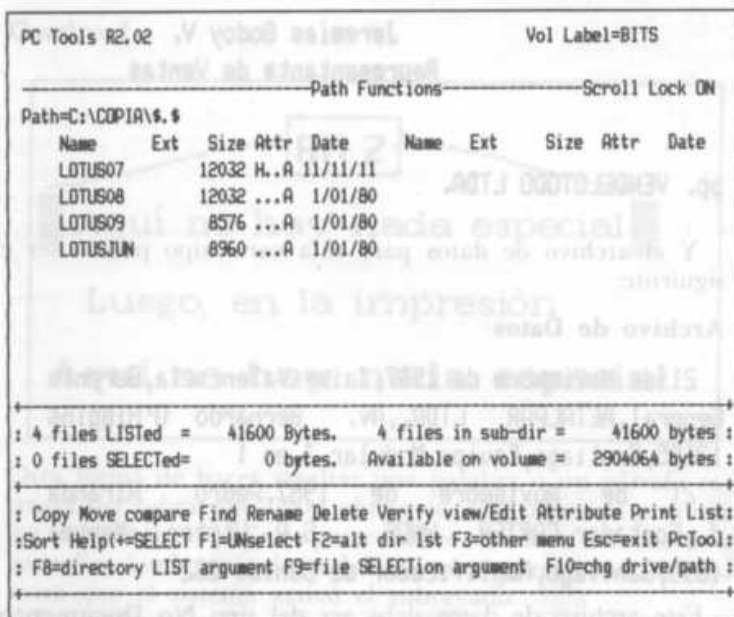 PC Tools R2.02 Vol Label=BITS
Path Functions Scroll Lock ON
Path=C:\COPIA\$.$
Name Ext Size Attr Date Name Ext Size Attr Date
LOTUS07 12032 H..A 11/11/11
LOTUS08 12032 ...A 1/01/80
LOTUS09 8576 ...A 1/01/80
LOTUSJUN 8960 ...A 1/01/80
: 4 files LISTed = 41600 Bytes. 4 files in sub-dir = 41600 bytes :
: 0 files SELECTed= 0 bytes. Available on volume = 2904064 bytes :
: Copy Move compare Find Rename Delete Verify view/Edit Attribute Print List:
:Sort Help(+=SELECT F1=UNselect F2=alt dir lst F3=other menu Esc=exit PcTool:
: F8=directory LIST argument F9=file SELECTion argument F10=chg drive/path :